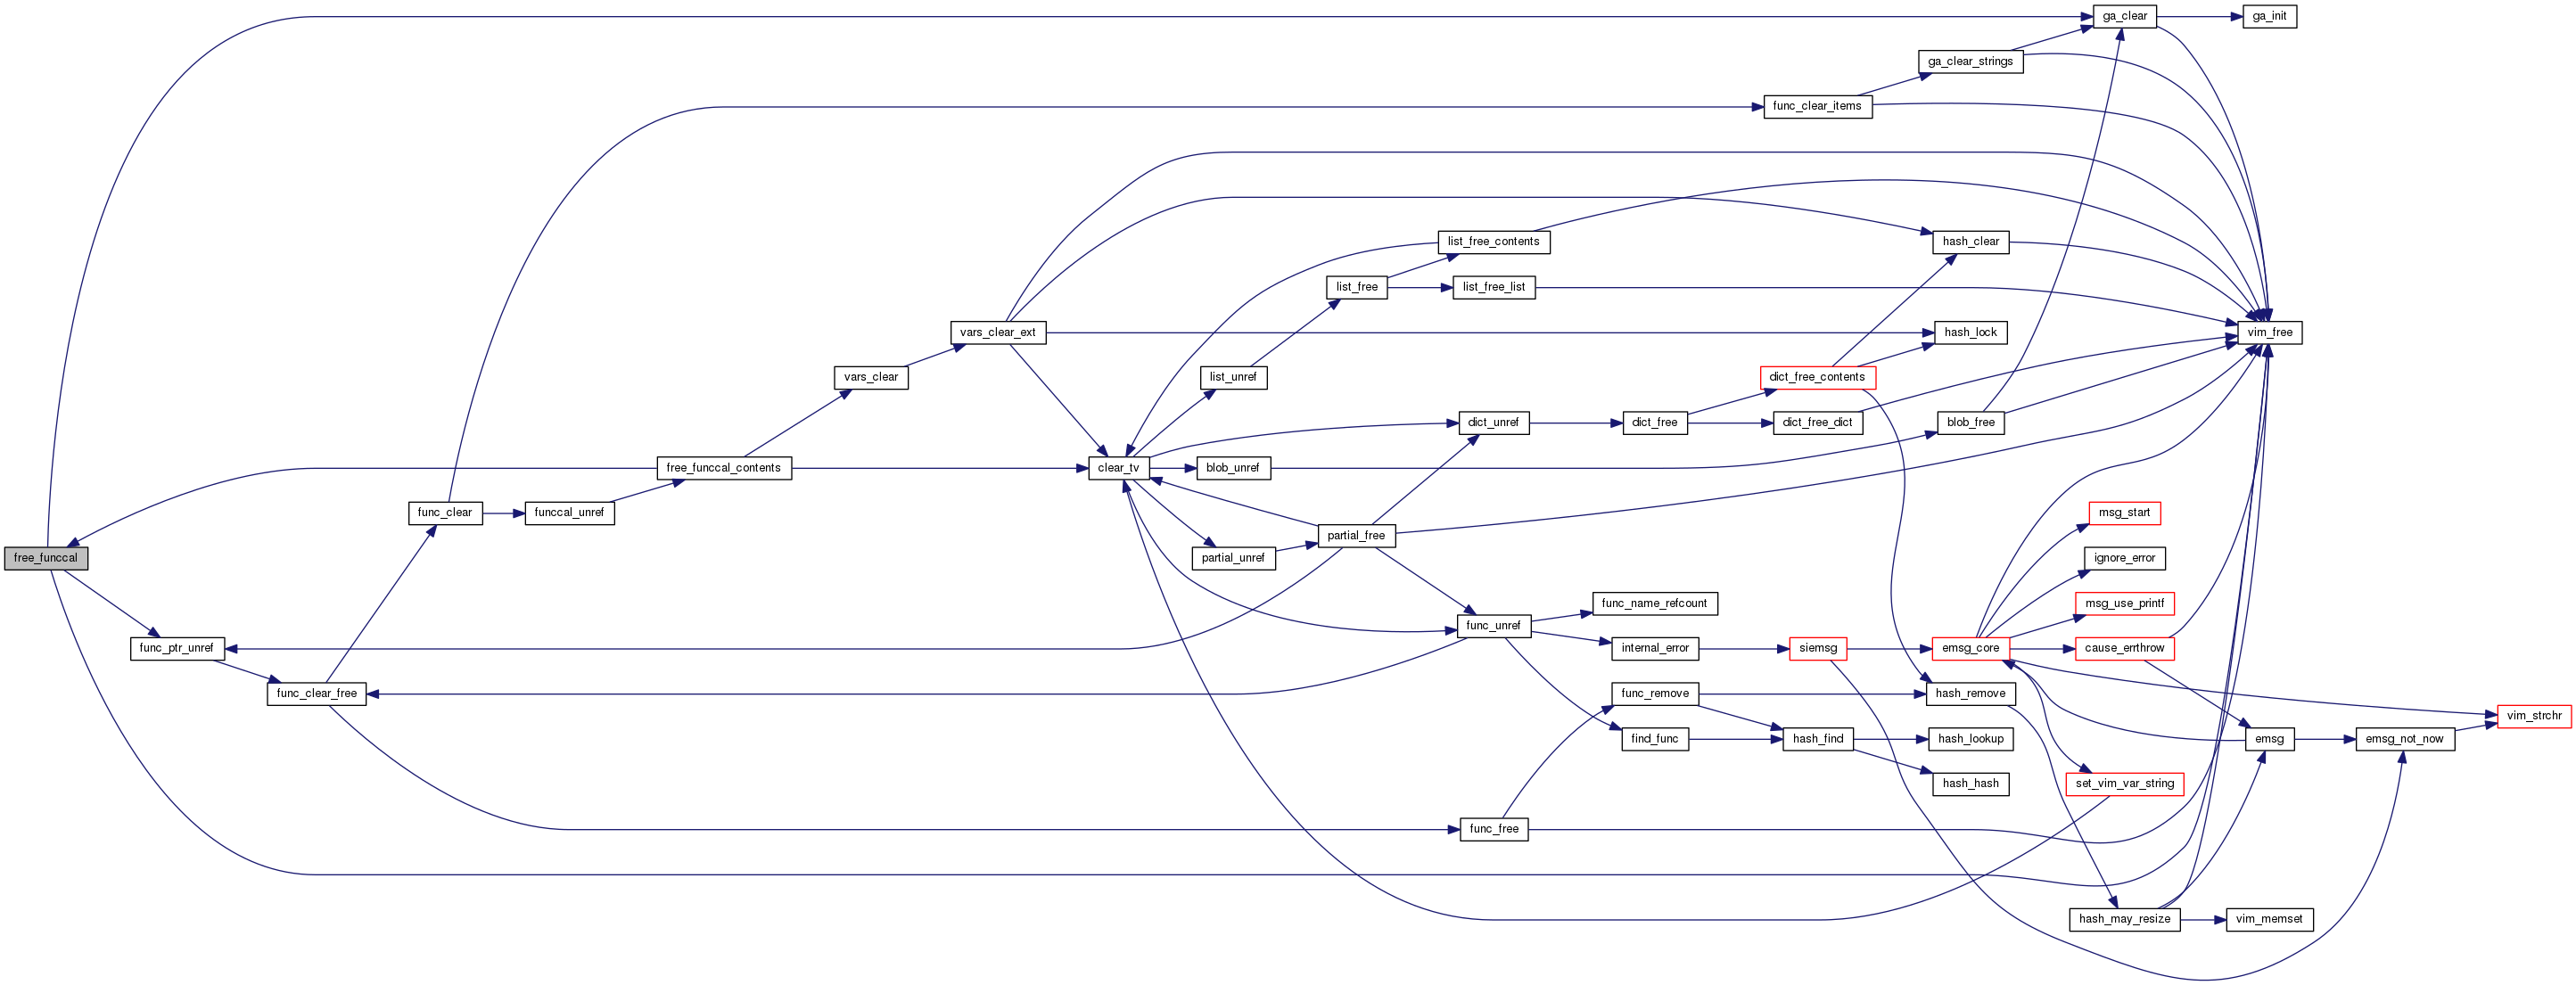 ga_clear
ga_init
ga_clear_strings
func_clear_items
list_free_contents
hash_clear
list_free
list_free_list
vars_clear_ext
hash_lock
vim_free
vars_clear
list_unref
dict_free_contents
dict_unref
dict_free
dict_free_dict
blob_free
free_funccal_contents
clear_tv
blob_unref
func_clear
funccal_unref
msg_start
partial_free
free_funccal
partial_unref
ignore_error
func_name_refcount
msg_use_printf
func_unref
func_ptr_unref
internal_error
siemsg
emsg_core
cause_errthrow
func_clear_free
func_remove
hash_remove
vim_strchr
find_func
hash_find
hash_lookup
emsg
emsg_not_now
hash_hash
set_vim_var_string
func_free
hash_may_resize
vim_memset